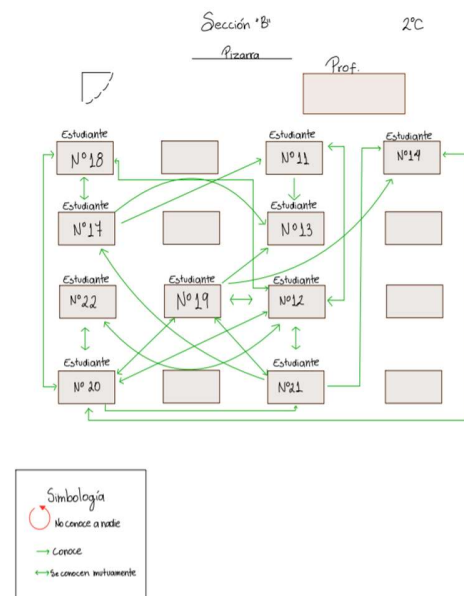 Sección "B"
2°C
Pizarra
Prof.
Estudiante
N°18
Estudiante
N°11
Estudiante
N°14
Estudiante
N°17
Estudiante
N°13
Estudiante
N°22
Estudiante
N°19
Estudiante
N°12
Estudiante
N° 20
Estudiante
N°21
Simbología
No conoce a nadie
Conoce
Se conocen mutuamente